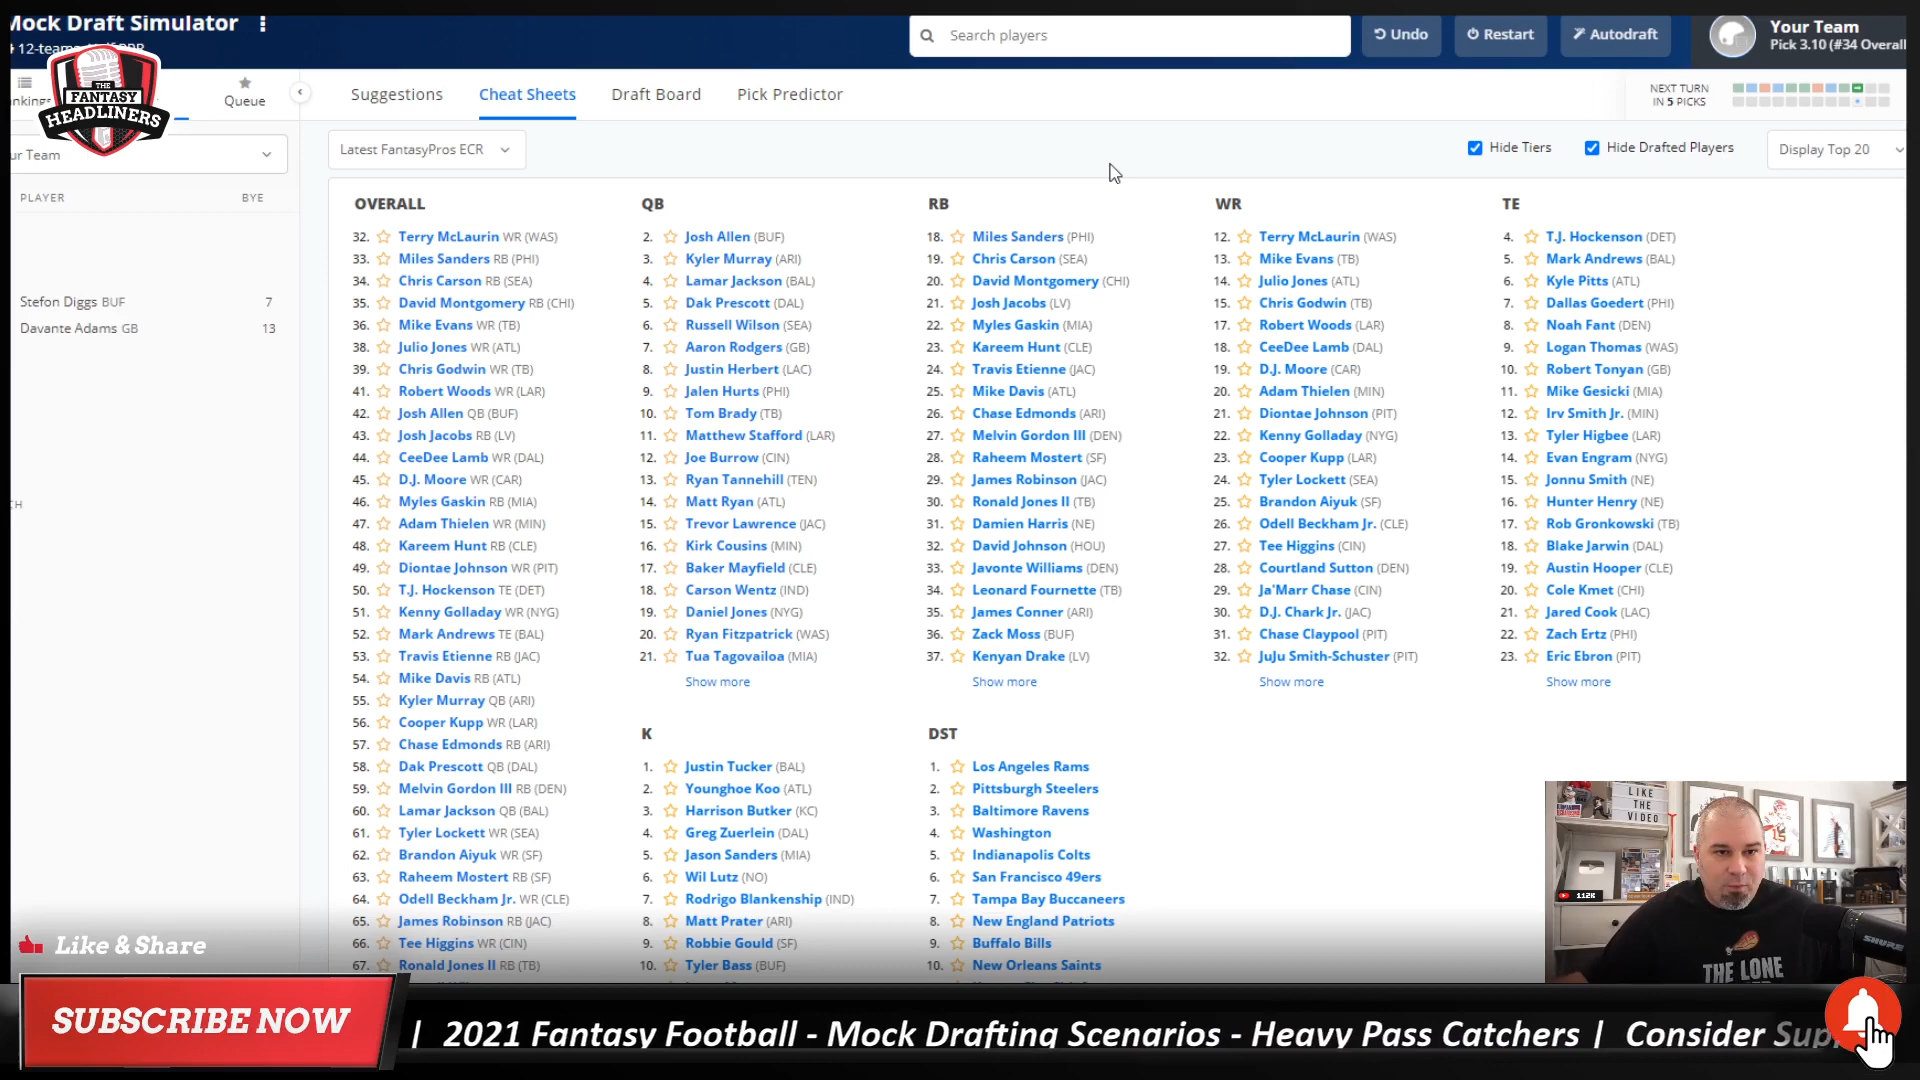 Mock Draft Simulator
12-team
THE FANTASY HEADLINERS
Queue
Team
PLAYER BYE
Stefon Diggs BUF 7
Davante Adams GB 13
Search players
Undo
Restart
Autodraft
Your Team
Pick 3.10 (#34 Overall
Suggestions Cheat Sheets Draft Board Pick Predictor
NEXT TURN
IN 5 PICKS
Latest FantasyPros ECR
Hide Tiers
Hide Drafted Players
Display Top 20
OVERALL
32. Terry McLaurin WR (WAS)
33. Miles Sanders RB (PHI)
34. Chris Carson RB (SEA)
35. David Montgomery RB (CHI)
36. Mike Evans WR (TB)
38. Julio Jones WR (ATL)
39. Chris Godwin WR (TB)
41. Robert Woods WR (LAR)
42. Josh Allen QB (BUF)
43. Josh Jacobs RB (LV)
44. CeeDee Lamb WR (DAL)
45. D.J. Moore WR (CAR)
46. Myles Gaskin RB (MIA)
47. Adam Thielen WR (MIN)
48. Kareem Hunt RB (CLE)
49. Diontae Johnson WR (PIT)
50. T.J. Hockenson TE (DET)
51. Kenny Golladay WR (NYG)
52. Mark Andrews TE (BAL)
53. Travis Etienne RB (JAC)
54. Mike Davis RB (ATL)
55. Kyler Murray QB (ARI)
56. Cooper Kupp WR (LAR)
57. Chase Edmonds RB (ARI)
58. Dak Prescott QB (DAL)
59. Melvin Gordon III RB (DEN)
60. Lamar Jackson QB (BAL)
61. Tyler Lockett WR (SEA)
62. Brandon Aiyuk WR (SF)
63. Raheem Mostert RB (SF)
64. Odell Beckham Jr. WR (CLE)
65. James Robinson RB (JAC)
66. Tee Higgins WR (CIN)
67. Ronald Jones II RB (TB)
QB
2. Josh Allen (BUF)
3. Kyler Murray (ARI)
4. Lamar Jackson (BAL)
5. Dak Prescott (DAL)
6. Russell Wilson (SEA)
7. Aaron Rodgers (GB)
8. Justin Herbert (LAC)
9. Jalen Hurts (PHI)
10. Tom Brady (TB)
11. Matthew Stafford (LAR)
12. Joe Burrow (CIN)
13. Ryan Tannehill (TEN)
14. Matt Ryan (ATL)
15. Trevor Lawrence (JAC)
16. Kirk Cousins (MIN)
17. Baker Mayfield (CLE)
18. Carson Wentz (IND)
19. Daniel Jones (NYG)
20. Ryan Fitzpatrick (WAS)
21. Tua Tagovailoa (MIA)
Show more
RB
18. Miles Sanders (PHI)
19. Chris Carson (SEA)
20. David Montgomery (CHI)
21. Josh Jacobs (LV)
22. Myles Gaskin (MIA)
23. Kareem Hunt (CLE)
24. Travis Etienne (JAC)
25. Mike Davis (ATL)
26. Chase Edmonds (ARI)
27. Melvin Gordon III (DEN)
28. Raheem Mostert (SF)
29. James Robinson (JAC)
30. Ronald Jones II (TB)
31. Damien Harris (NE)
32. David Johnson (HOU)
33. Javonte Williams (DEN)
34. Leonard Fournette (TB)
35. James Conner (ARI)
36. Zack Moss (BUF)
37. Kenyan Drake (LV)
Show more
WR
12. Terry McLaurin (WAS)
13. Mike Evans (TB)
14. Julio Jones (ATL)
15. Chris Godwin (TB)
17. Robert Woods (LAR)
18. CeeDee Lamb (DAL)
19. D.J. Moore (CAR)
20. Adam Thielen (MIN)
21. Diontae Johnson (PIT)
22. Kenny Golladay (NYG)
23. Cooper Kupp (LAR)
24. Tyler Lockett (SEA)
25. Brandon Aiyuk (SF)
26. Odell Beckham Jr. (CLE)
27. Tee Higgins (CIN)
28. Courtland Sutton (DEN)
29. Ja'Marr Chase (CIN)
30. D.J. Chark Jr. (JAC)
31. Chase Claypool (PIT)
32. JuJu Smith-Schuster (PIT)
Show more
TE
4. T.J. Hockenson (DET)
5. Mark Andrews (BAL)
6. Kyle Pitts (ATL)
7. Dallas Goedert (PHI)
8. Noah Fant (DEN)
9. Logan Thomas (WAS)
10. Robert Tonyan (GB)
11. Mike Gesicki (MIA)
12. Irv Smith Jr. (MIN)
13. Tyler Higbee (LAR)
14. Evan Engram (NYG)
15. Jonnu Smith (NE)
16. Hunter Henry (NE)
17. Rob Gronkowski (TB)
18. Blake Jarwin (DAL)
19. Austin Hooper (CLE)
20. Cole Kmet (CHI)
21. Jared Cook (LAC)
22. Zach Ertz (PHI)
23. Eric Ebron (PIT)
Show more
K
1. Justin Tucker (BAL)
2. Younghoe Koo (ATL)
3. Harrison Butker (KC)
4. Greg Zuerlein (DAL)
5. Jason Sanders (MIA)
6. Wil Lutz (NO)
7. Rodrigo Blankenship (IND)
8. Matt Prater (ARI)
9. Robbie Gould (SF)
10. Tyler Bass (BUF)
DST
1. Los Angeles Rams
2. Pittsburgh Steelers
3. Baltimore Ravens
4. Washington
5. Indianapolis Colts
6. San Francisco 49ers
7. Tampa Bay Buccaneers
8. New England Patriots
9. Buffalo Bills
10. New Orleans Saints
LIKE
THE
VIDEO
112K
SHURE
THE LONE
Like & Share
SUBSCRIBE NOW
| 2021 Fantasy Football - Mock Drafting Scenarios - Heavy Pass Catchers | Consider Sup